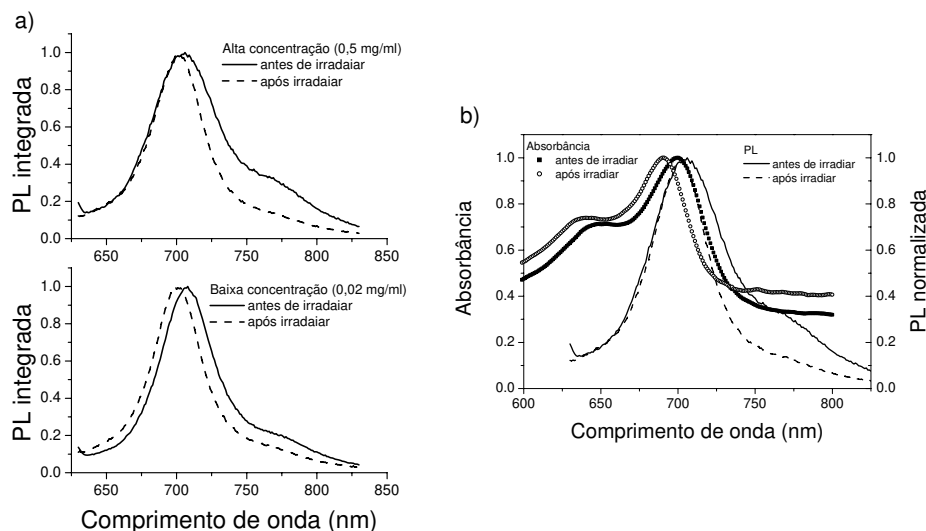 a)
Alta concentração (0,5 mg/ml)
antes de irradaiar
após irradaiar
PL integrada
1.0
0.8
0.6
0.4
0.2
0.0
650
700
750
800
850
Baixa concentração (0,02 mg/ml)
antes de irradaiar
após irradaiar
PL integrada
1.0
0.8
0.6
0.4
0.2
0.0
650
700
750
800
850
Comprimento de onda (nm)
b)
Absorbância
antes de irradiar
após irradiar
PL
antes de irradiar
após irradiar
Absorbância
1.0
0.8
0.6
0.4
0.2
0.0
PL normalizada
1.0
0.8
0.6
0.4
0.2
0.0
600
650
700
750
800
Comprimento de onda (nm)